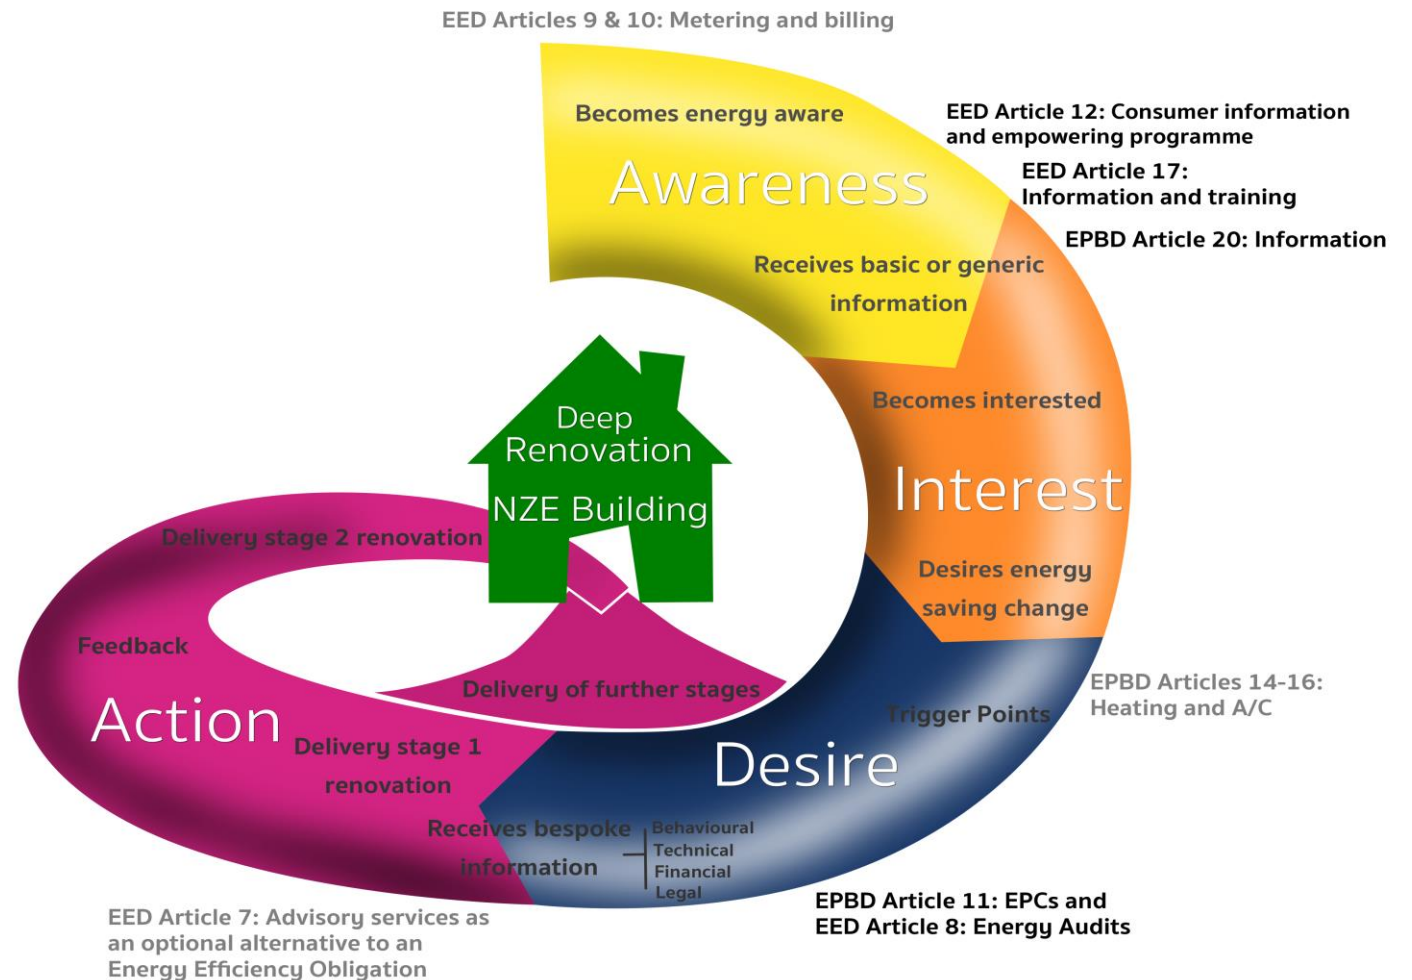 EED Articles 9 & 10: Metering and billing
Becomes energy aware
Awareness
EED Article 12: Consumer information
and empowering programme
EED Article 17:
Information and training
EPBD Article 20: Information
Receives basic or generic
information
Becomes interested
Interest
Desires energy
saving change
Deep
Renovation
NZE Building
Delivery stage 2 renovation
Feedback
Action
Delivery of further stages
Delivery stage 1
renovation
EPBD Articles 14-16:
Heating and A/C
Trigger Points
Desire
Receives bespoke
information
Behavioural
Technical
Financial
Legal
EPBD Article 11: EPCs and
EED Article 8: Energy Audits
EED Article 7: Advisory services as
an optional alternative to an
Energy Efficiency Obligation